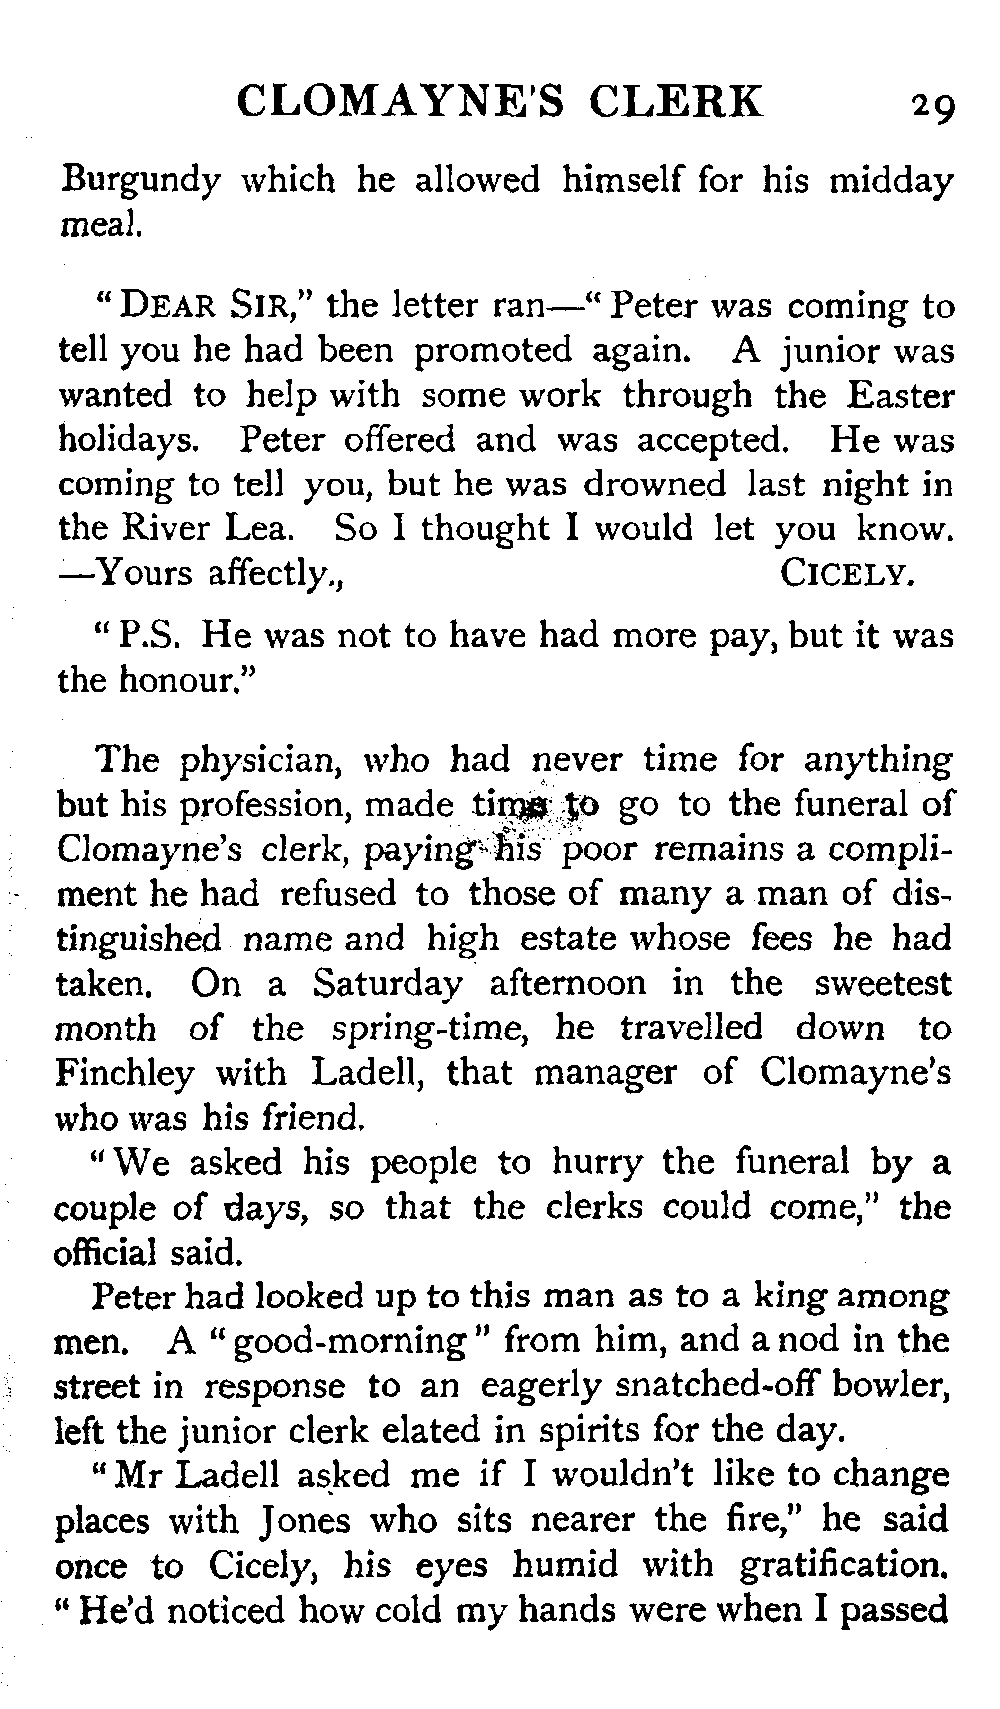 CLOMAYNE'S CLERK 29
Burgundy which he allowed himself for his midday
meal.
"DEAR SIR," the letter ran—"Peter was coming to
tell you he had been promoted again. A junior was
wanted to help with some work through the Easter
holidays. Peter offered and was accepted. He was
coming to tell you, but he was drowned last night in
the River Lea. So I thought I would let you know.
—Yours affectly., CICELY.
"P.S. He was not to have had more pay, but it was
the honour."
The physician, who had never time for anything
but his profession, made time to go to the funeral of
Clomayne's clerk, paying his poor remains a compli-
ment he had refused to those of many a man of dis-
tinguished name and high estate whose fees he had
taken. On a Saturday afternoon in the sweetest
month of the spring-time, he travelled down to
Finchley with Ladell, that manager of Clomayne's
who was his friend.
"We asked his people to hurry the funeral by a
couple of days, so that the clerks could come," the
official said.
Peter had looked up to this man as to a king among
men. A "good-morning" from him, and a nod in the
street in response to an eagerly snatched-off bowler,
left the junior clerk elated in spirits for the day.
"Mr Ladell asked me if I wouldn't like to change
places with Jones who sits nearer the fire," he said
once to Cicely, his eyes humid with gratification.
"He'd noticed how cold my hands were when I passed